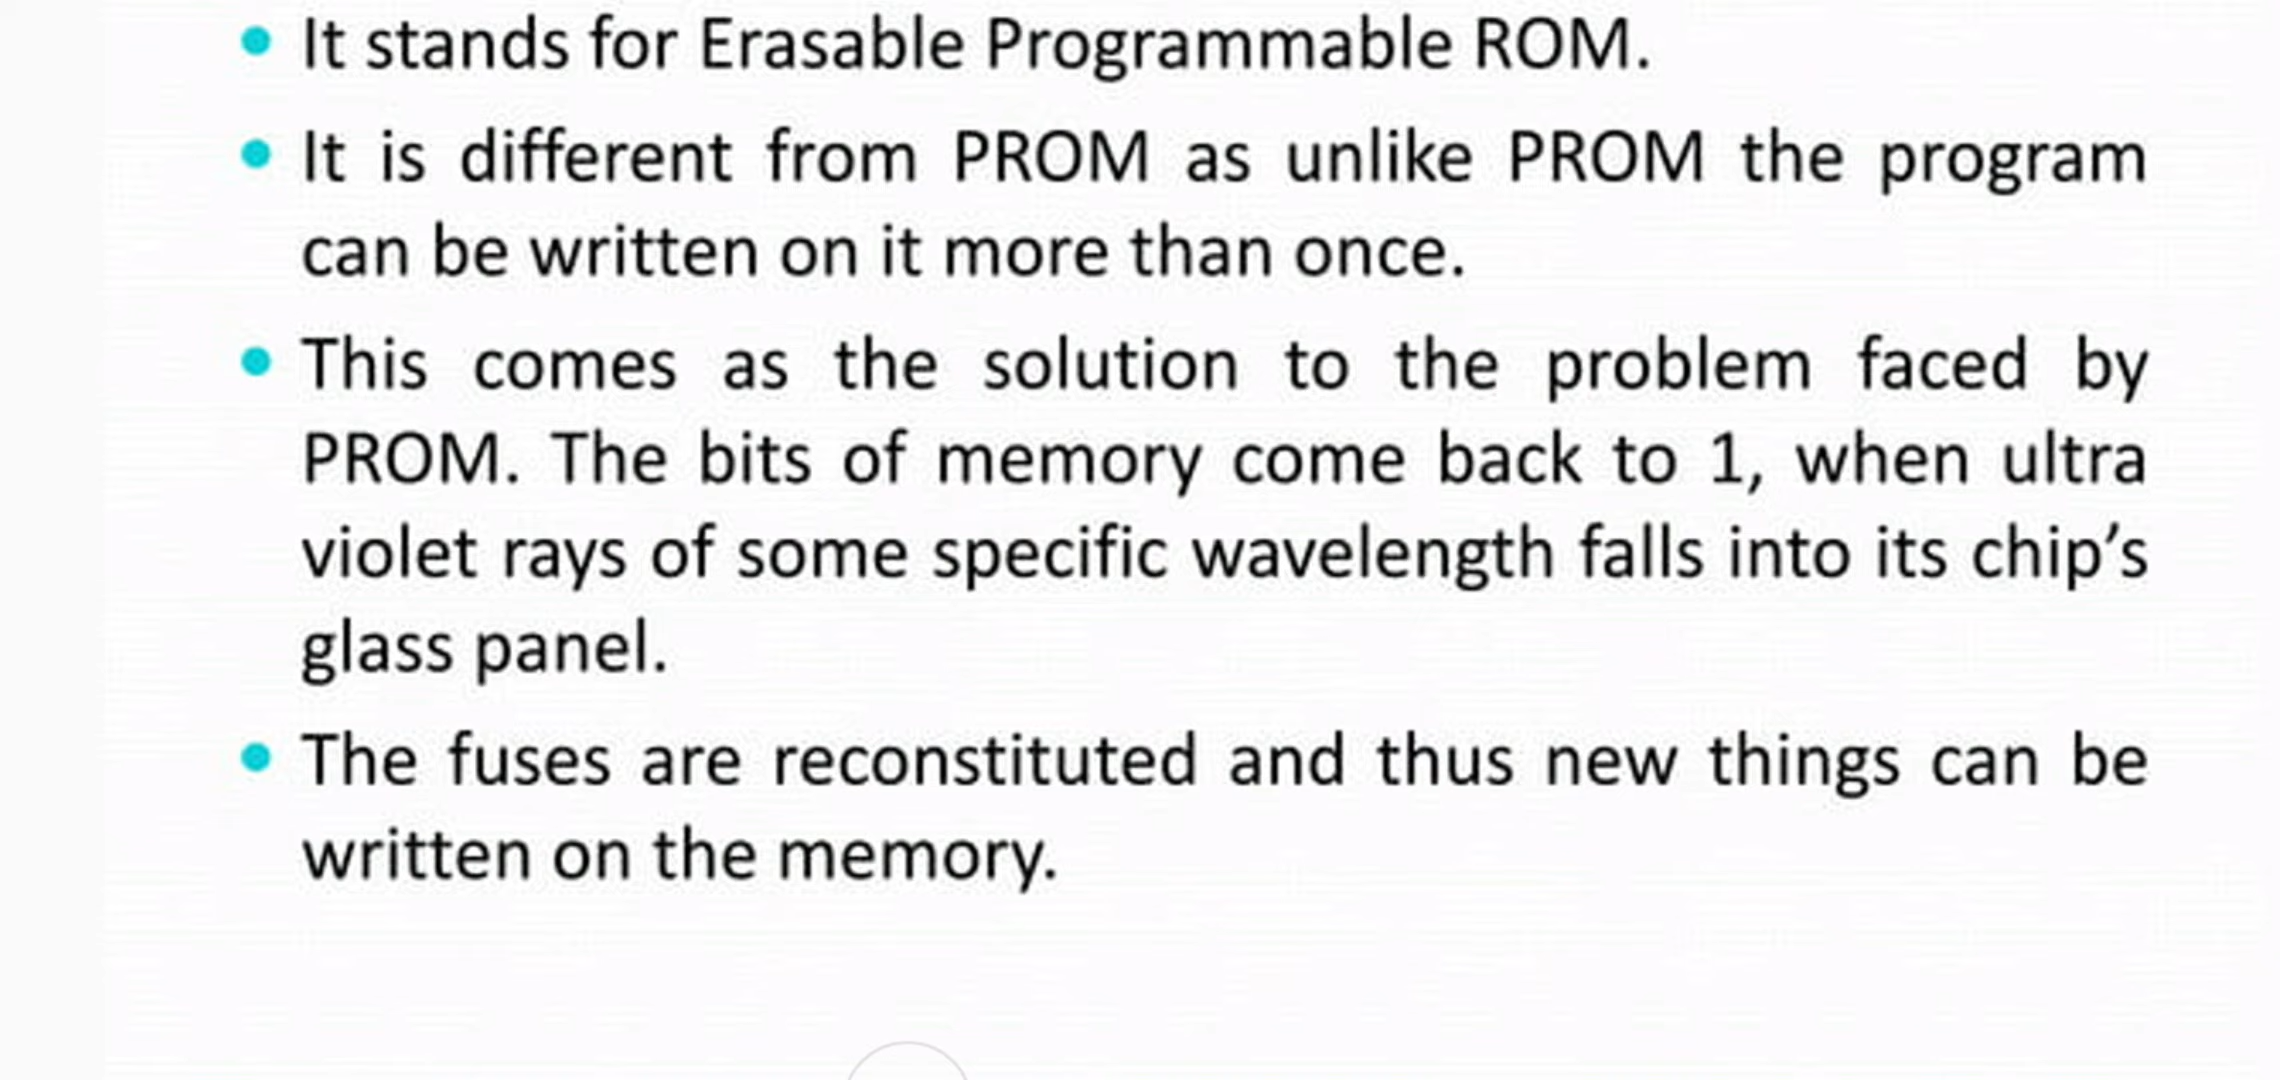 It stands for Erasable Programmable ROM.
It is different from PROM as unlike PROM the program
can be written on it more than once.
This comes as the solution to the problem faced by
PROM. The bits of memory come back to 1, when ultra
violet rays of some specific wavelength falls into its chip’s
glass panel.
The fuses are reconstituted and thus new things can be
written on the memory.